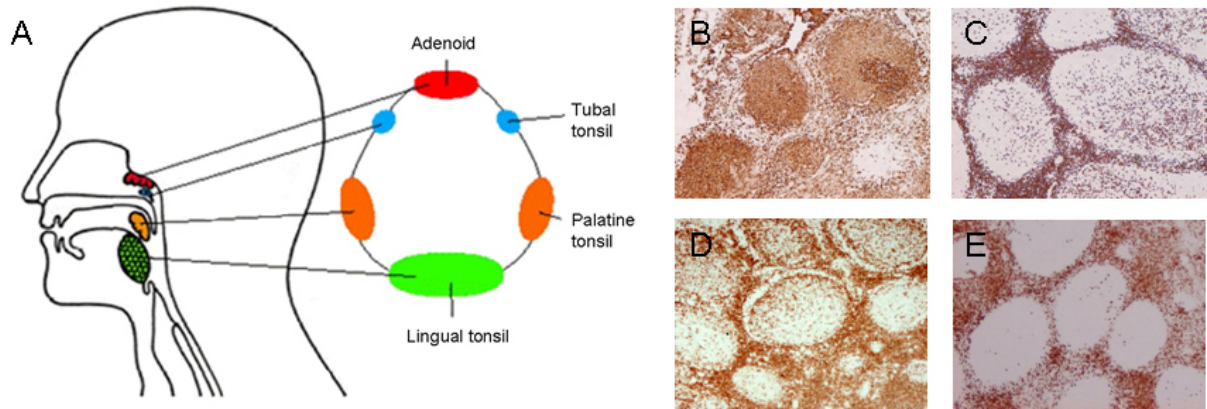 A
Adenoid
Tubal
tonsil
Palatine
tonsil
Lingual tonsil
B
C
D
E